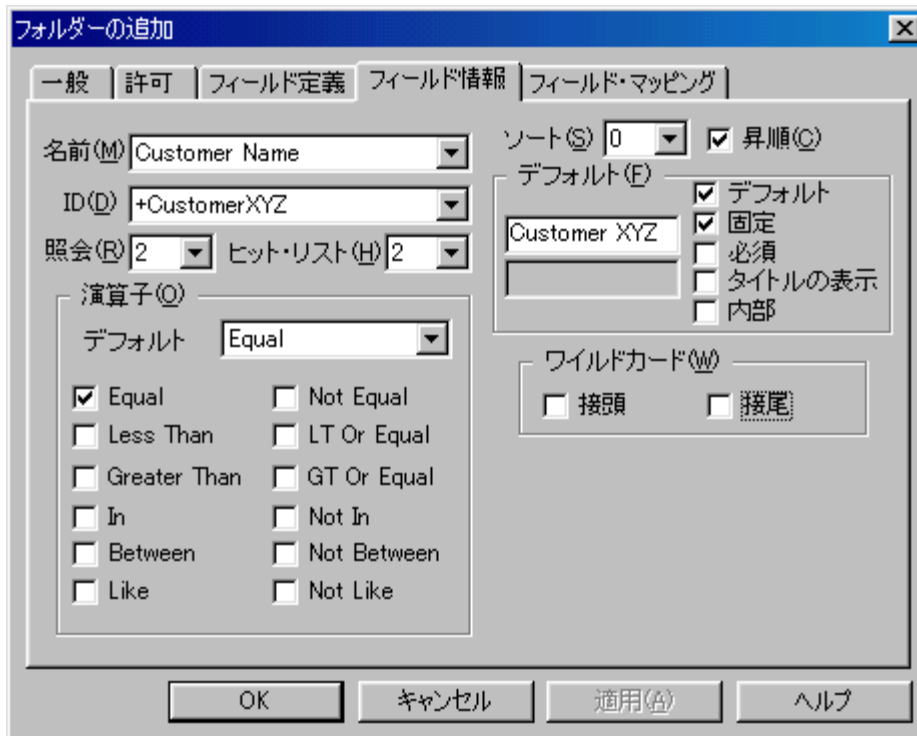 フォルダーの追加
一般 許可 フィールド定義 フィールド情報 フィールド・マッピング
名前(M) Customer Name
ID(D) +CustomerXYZ
照会(R) 2 ヒット・リスト(H) 2
演算子(O)
デフォルト Equal
Equal Not Equal
Less Than LT Or Equal
Greater Than GT Or Equal
In Not In
Between Not Between
Like Not Like
ソート(S) 0 昇順(C)
デフォルト(F)
Customer XYZ
デフォルト
固定
必須
タイトルの表示
内部
ワイルドカード(W)
接頭 接尾
OK キャンセル 適用(A) ヘルプ